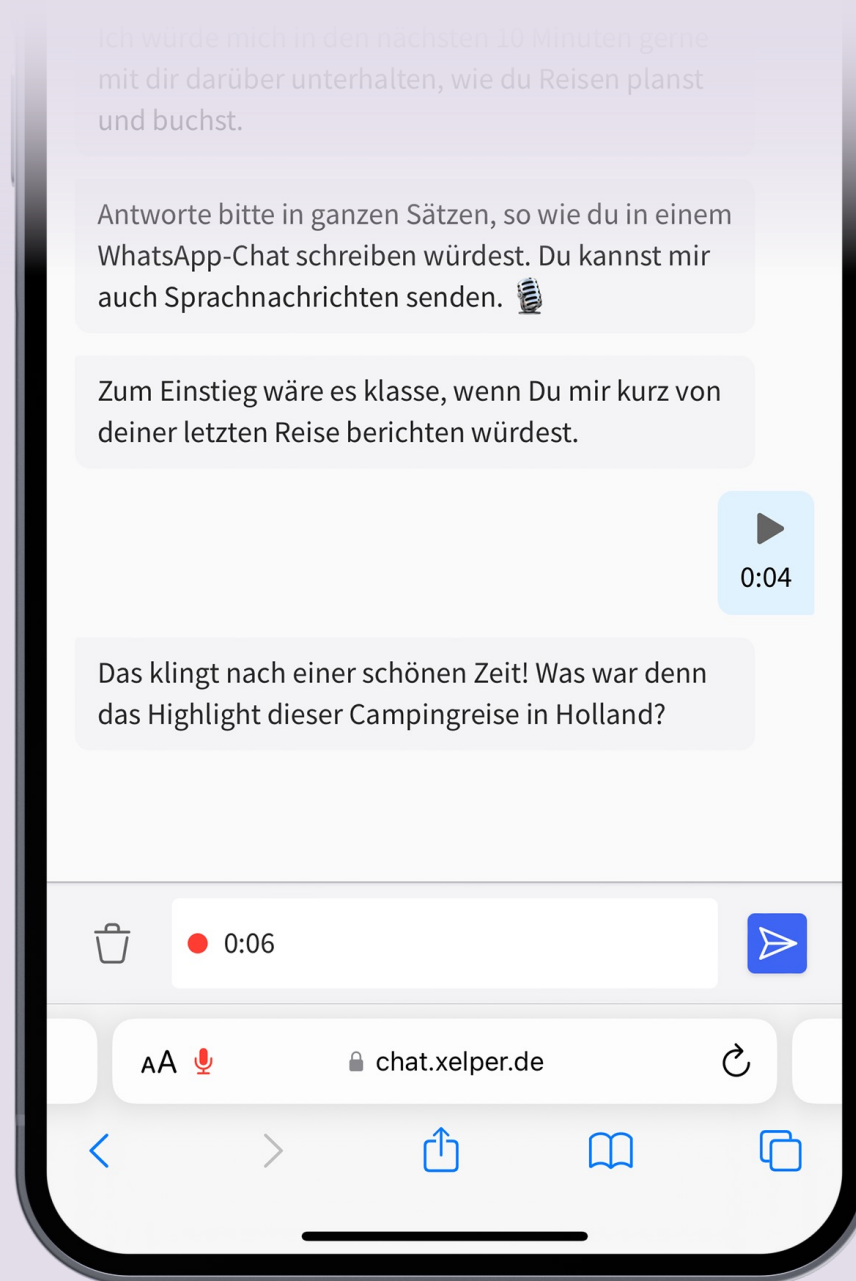 Ich würde mich in den nächsten 10 Minuten gerne
mit dir darüber unterhalten, wie du Reisen planst
und buchst.
Antworte bitte in ganzen Sätzen, so wie du in einem
WhatsApp-Chat schreiben würdest. Du kannst mir
auch Sprachnachrichten senden.
Zum Einstieg wäre es klasse, wenn Du mir kurz von
deiner letzten Reise berichten würdest.
0:04
Das klingt nach einer schönen Zeit! Was war denn
das Highlight dieser Campingreise in Holland?
0:06
AA chat.xelper.de